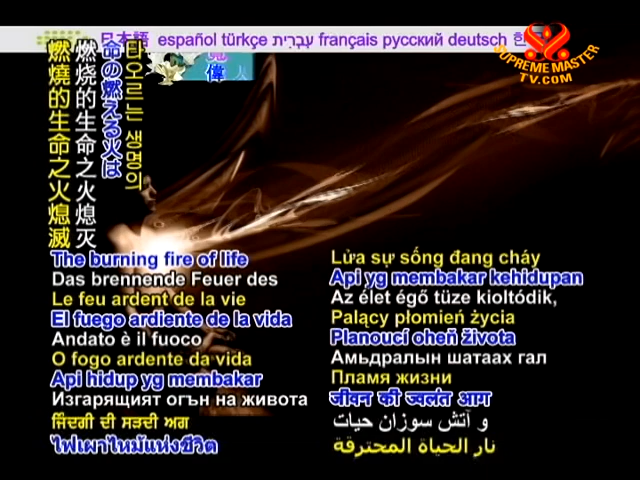 日本語 español türkçe עִבְרִית français русский deutsch 한
SUPREME MASTER
TV.COM
偉人
타오르는 생명의
命の燃える火は
燃烧的生命之火熄灭
燃燒的生命之火熄滅
The burning fire of life
Das brennende Feuer des
Le feu ardent de la vie
El fuego ardiente de la vida
Andato è il fuoco
O fogo ardente da vida
Api hidup yg membakar
Изгарящият огън на живота
ਜ਼ਿੰਦਗੀ ਦੀ ਸੜਦੀ ਅਗ
ไฟเผาไหม้แห่งชีวิต
Lửa sự sống đang cháy
Api yg membakar kehidupan
Az élet égő tüze kioltódik,
Palący płomień życia
Planoucí oheň života
Амьдралын шатаах гал
Пламя жизни
जीवन की ज्वलंत आग
و آتش سوزان حیات
نار الحياة المحترقة